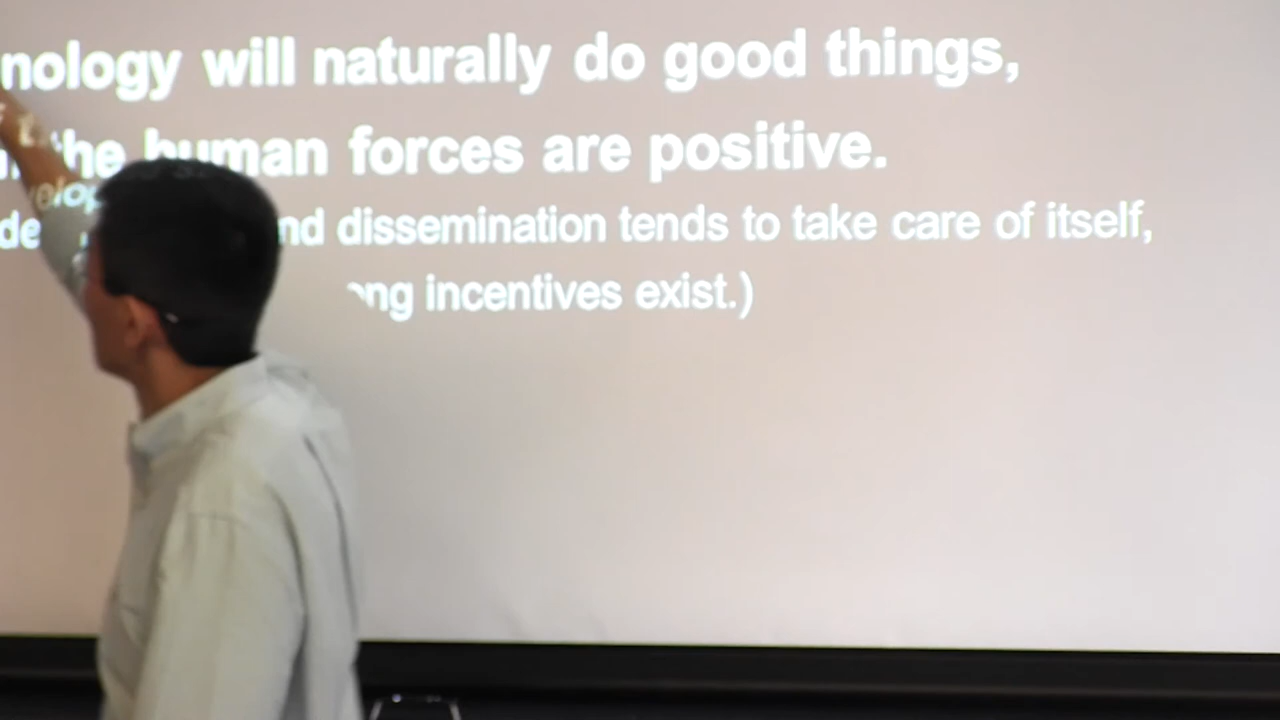 nology will naturally do good things,
the human forces are positive.
nd dissemination tends to take care of itself,
ng incentives exist.)